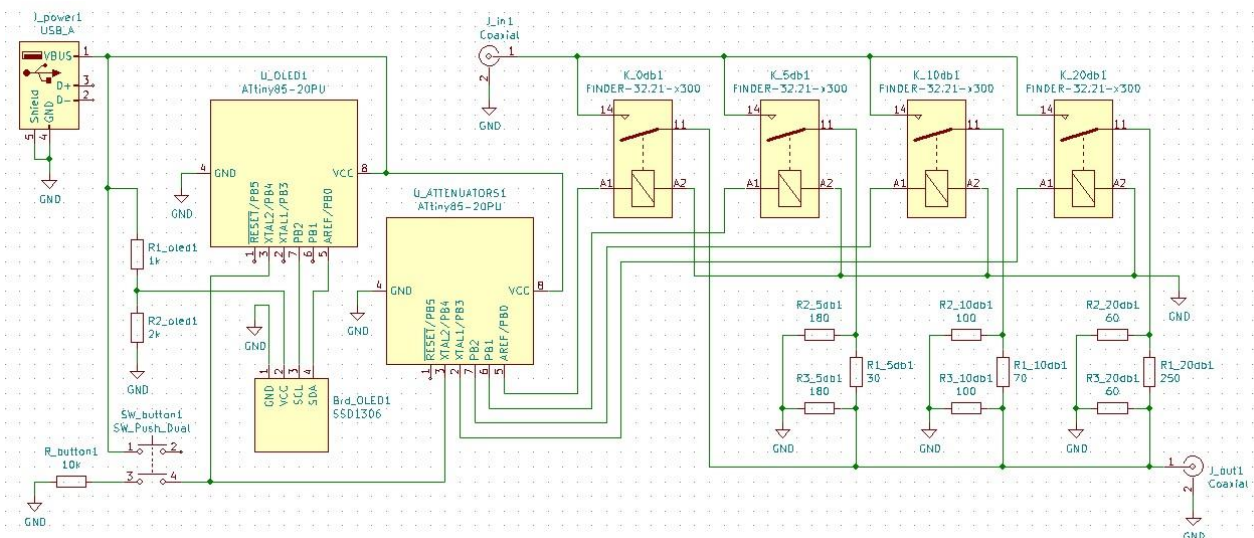 J_power1
USB_A
VBUS 1
D+ 3
D- 2
Shield
GND
5
4
GND
U_OLED1
ATtiny85-20PU
4 GND
VCC 8
GND
RESET/PB5
XTAL2/PB4
XTAL1/PB3
PB2
PB1
AREF/PB0
1
3
2
7
6
5
U_ATTENUATORS1
ATtiny85-20PU
4 GND
VCC 8
GND
RESET/PB5
XTAL2/PB4
XTAL1/PB3
PB2
PB1
AREF/PB0
1
3
2
7
6
5
R1_oled1
1k
R2_oled1
2k
GND
GND
1
2
3
4
GND
VCC
SCL
SDA
Brd_OLED1
SSD1306
SW_button1
SW_Push_Dual
1
2
3
4
R_button1
10k
GND
J_in1
Coaxial
1
2
GND
K_0db1
FINDER-32.21-x300
14
11
A1
A2
K_5db1
FINDER-32.21-x300
14
11
A1
A2
K_10db1
FINDER-32.21-x300
14
11
A1
A2
K_20db1
FINDER-32.21-x300
14
11
A1
A2
GND
R2_5db1
180
R1_5db1
30
R3_5db1
180
GND
R2_10db1
100
R1_10db1
70
R3_10db1
100
GND
R2_20db1
60
R1_20db1
250
R3_20db1
60
GND
1
J_out1
Coaxial
2
GND